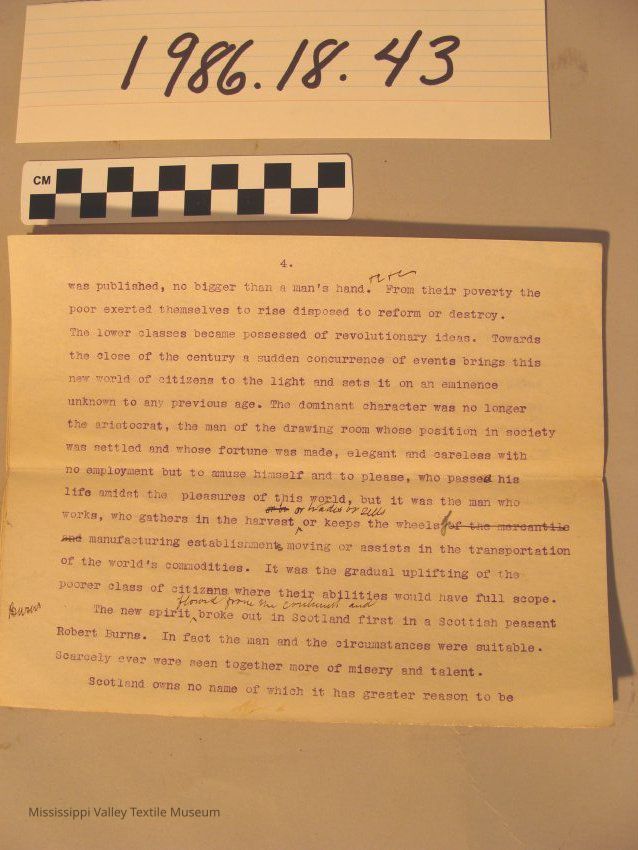 1986.18.43
CM
4.
was published, no bigger than a man's hand. From their poverty the
poor exerted themselves to rise disposed to reform or destroy.
The lower classes became possessed of revolutionary ideas. Towards
the close of the century a sudden concurrence of events brings this
new world of citizens to the light and sets it on an eminence
unknown to any previous age. The dominant character was no longer
the aristocrat, the man of the drawing room whose position in society
was settled and whose fortune was made, elegant and careless with
no employment but to amuse himself and to please, who passed his
life amidst the pleasures of this world, but it was the man who
or trades or sells
works, who gathers in the harvest or keeps the wheels of the mercantile
and manufacturing establishments moving or assists in the transportation
of the world's commodities. It was the gradual uplifting of the
poorer class of citizens where their abilities would have full scope.
flowed from the continent and
Burns
The new spirit broke out in Scotland first in a Scottish peasant
Robert Burns. In fact the man and the circumstances were suitable.
Scarcely ever were seen together more of misery and talent.
Scotland owns no name of which it has greater reason to be
Mississippi Valley Textile Museum